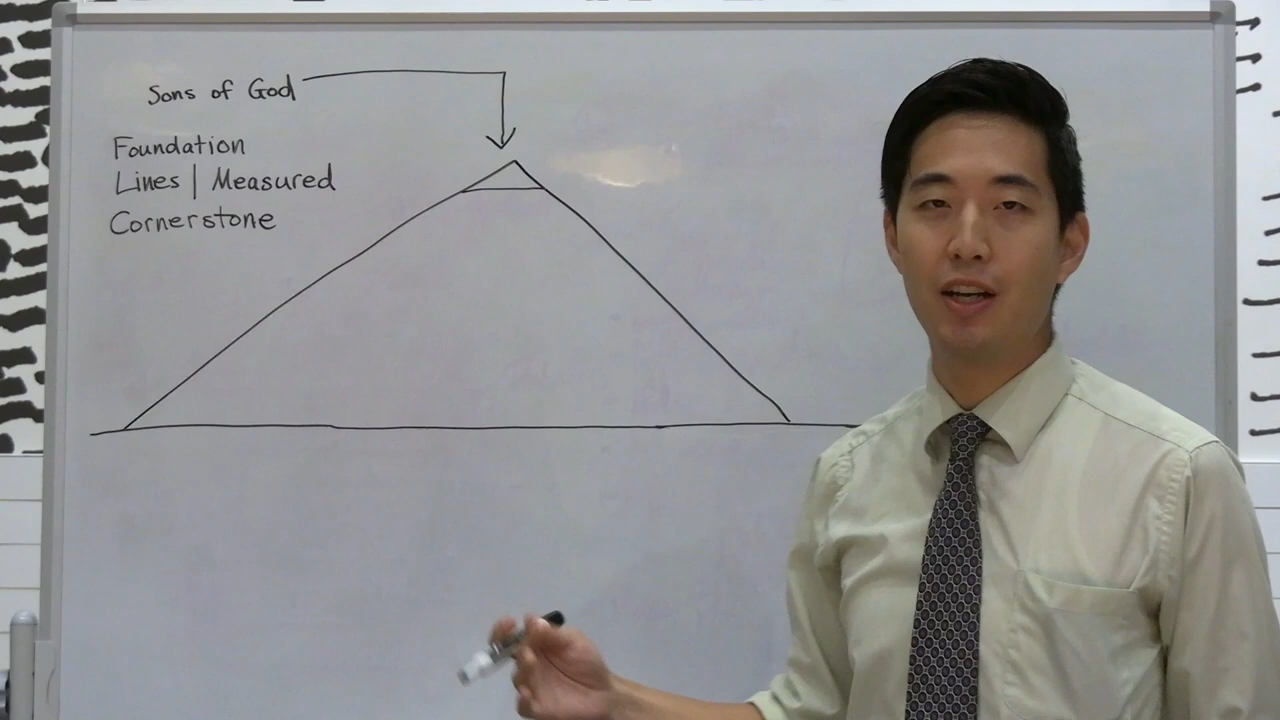 Sons of God
Foundation
Lines | Measured
Cornerstone